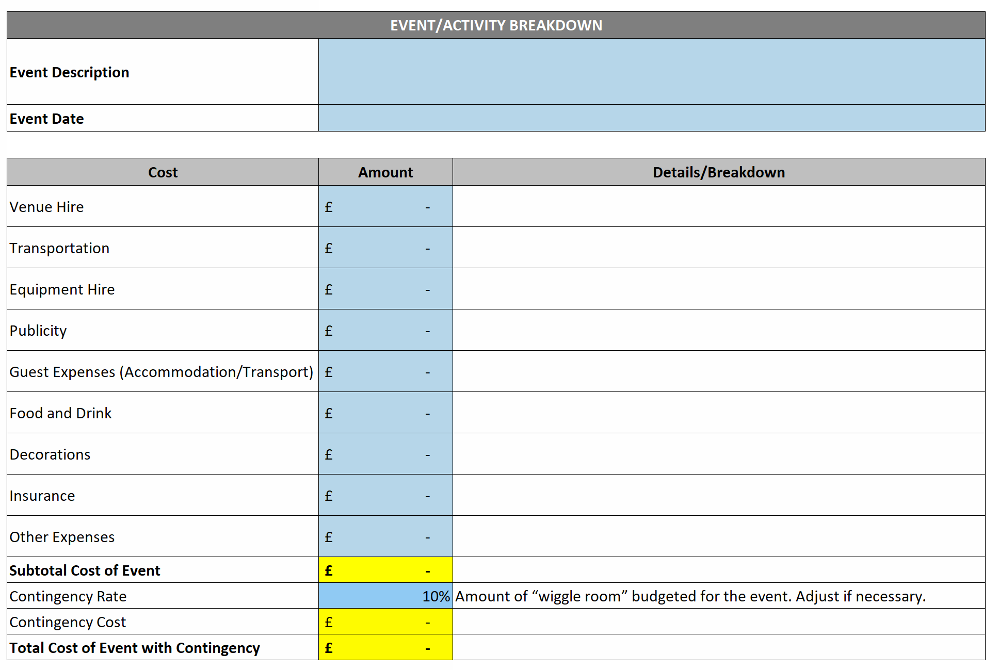 EVENT/ACTIVITY BREAKDOWN
Event Description
Event Date
Cost Amount Details/Breakdown
Venue Hire £ -
Transportation £ -
Equipment Hire £ -
Publicity £ -
Guest Expenses (Accommodation/Transport) £ -
Food and Drink £ -
Decorations £ -
Insurance £ -
Other Expenses £ -
Subtotal Cost of Event £ -
Contingency Rate 10% Amount of “wiggle room” budgeted for the event. Adjust if necessary.
Contingency Cost £ -
Total Cost of Event with Contingency £ -